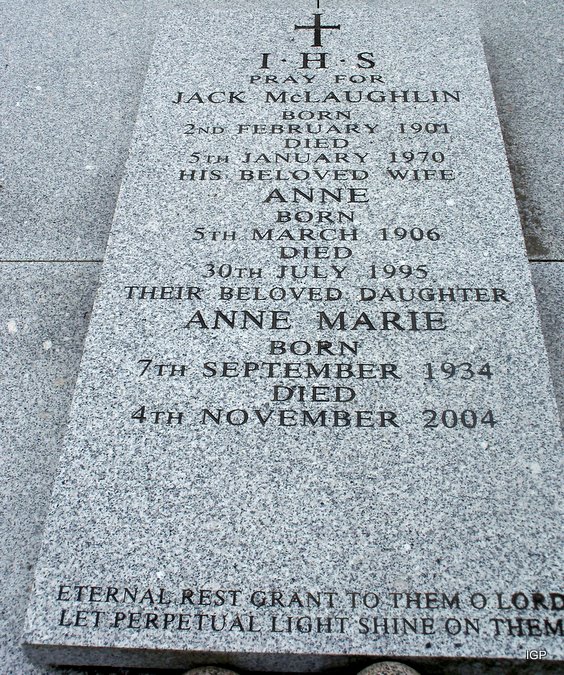 I·H·S
PRAY FOR
JACK McLAUGHLIN
BORN
2ND FEBRUARY 1901
DIED
5TH JANUARY 1970
HIS BELOVED WIFE
ANNE
BORN
5TH MARCH 1906
DIED
30TH JULY 1995
THEIR BELOVED DAUGHTER
ANNE MARIE
BORN
7TH SEPTEMBER 1934
DIED
4TH NOVEMBER 2004
ETERNAL REST GRANT TO THEM O LORD
LET PERPETUAL LIGHT SHINE ON THEM
IGP